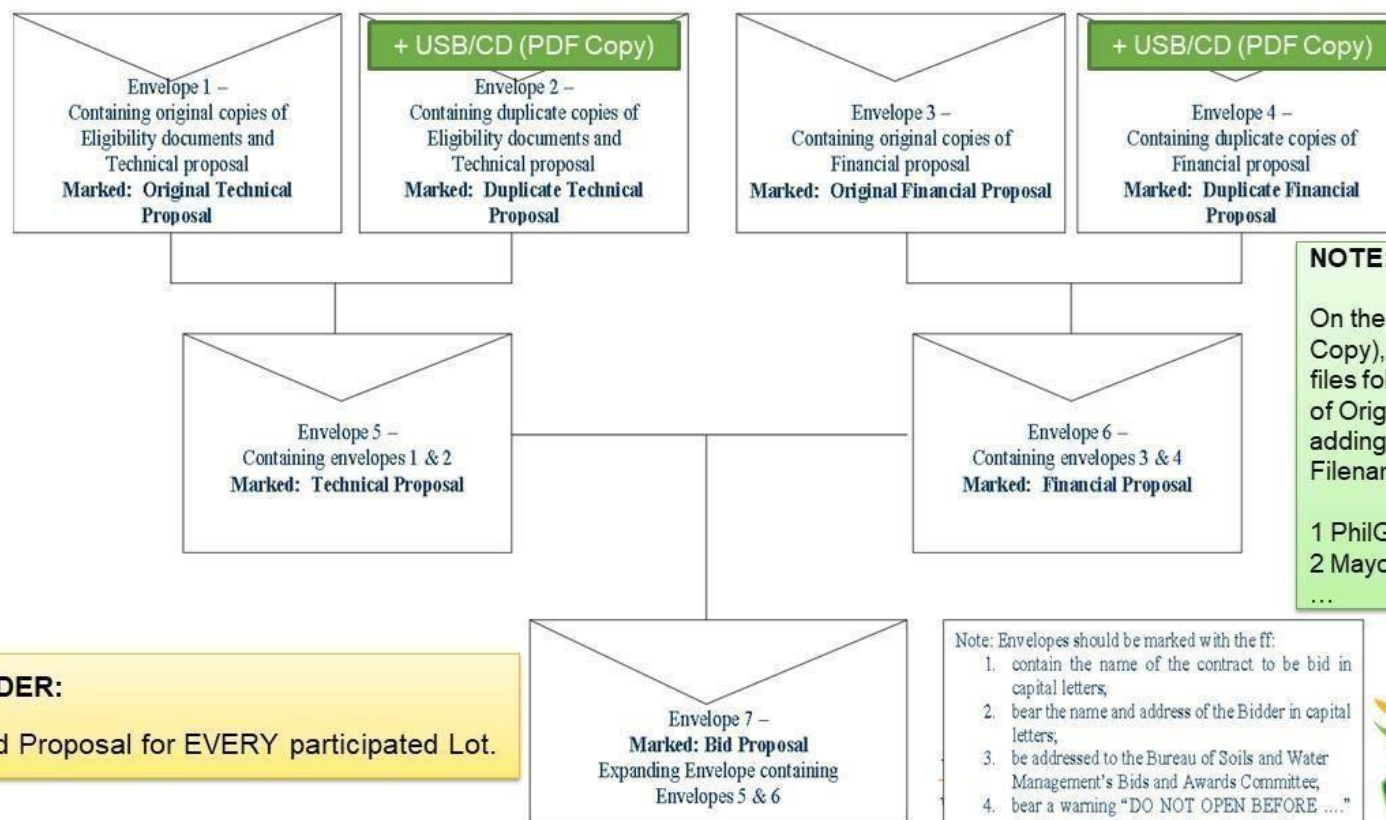 + USB/CD (PDF Copy)
+ USB/CD (PDF Copy)
Envelope 1 –
Containing original copies of
Eligibility documents and
Technical proposal
Marked: Original Technical
Proposal
Envelope 2 –
Containing duplicate copies of
Eligibility documents and
Technical proposal
Marked: Duplicate Technical
Proposal
Envelope 3 –
Containing original copies of
Financial proposal
Marked: Original Financial Proposal
Envelope 4 –
Containing duplicate copies of
Financial proposal
Marked: Duplicate Financial
Proposal
NOTE
On the
Copy),
files fol
of Orig
adding
Filenar
1 PhilG
2 Mayo
...
Envelope 5 –
Containing envelopes 1 & 2
Marked: Technical Proposal
Envelope 6 –
Containing envelopes 3 & 4
Marked: Financial Proposal
DER:
d Proposal for EVERY participated Lot.
Envelope 7 –
Marked: Bid Proposal
Expanding Envelope containing
Envelopes 5 & 6
Note: Envelopes should be marked with the ff:
1. contain the name of the contract to be bid in
capital letters;
2. bear the name and address of the Bidder in capital
letters;
3. be addressed to the Bureau of Soils and Water
Management's Bids and Awards Committee;
4. bear a warning “DO NOT OPEN BEFORE ....”